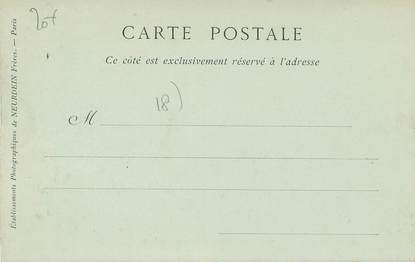 CARTE POSTALE
Ce côté est exclusivement réservé à l'adresse
18)
M
Établissements Photographiques de NEURDEIN Frères. — Paris